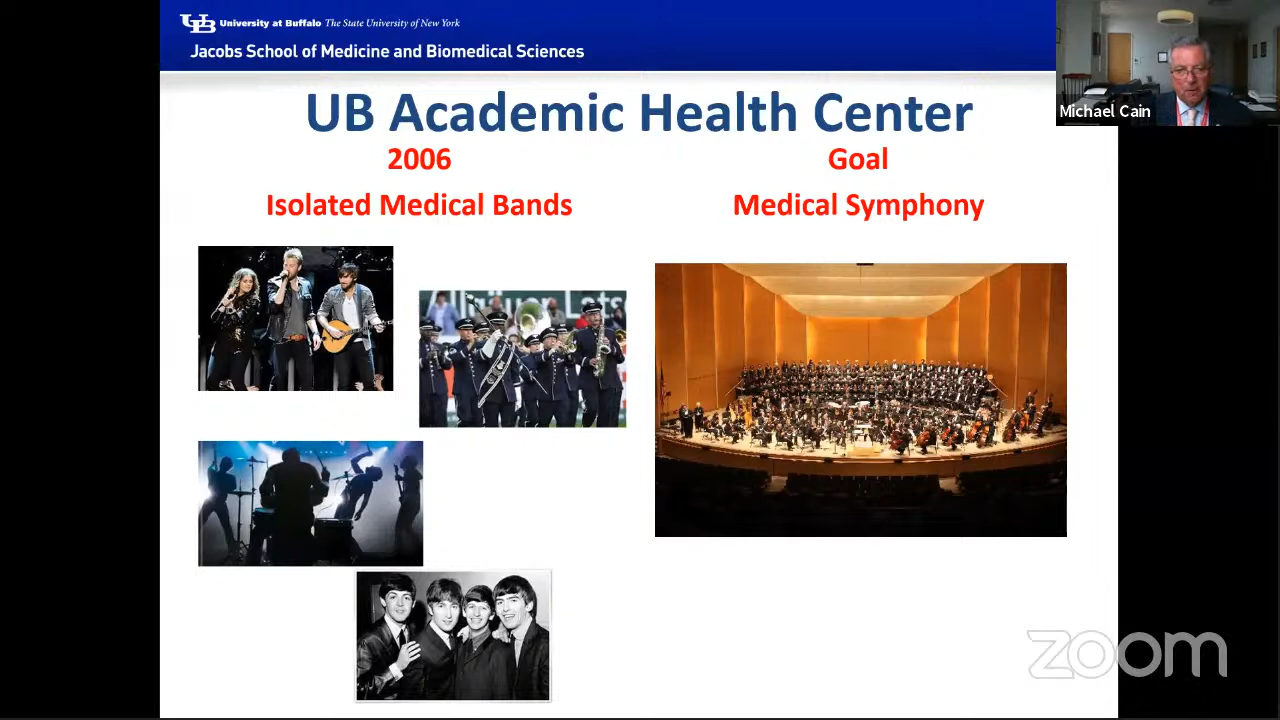 UB University at Buffalo The State University of New York
Jacobs School of Medicine and Biomedical Sciences
Michael Cain
UB Academic Health Center
2006
Isolated Medical Bands
Goal
Medical Symphony
zoom